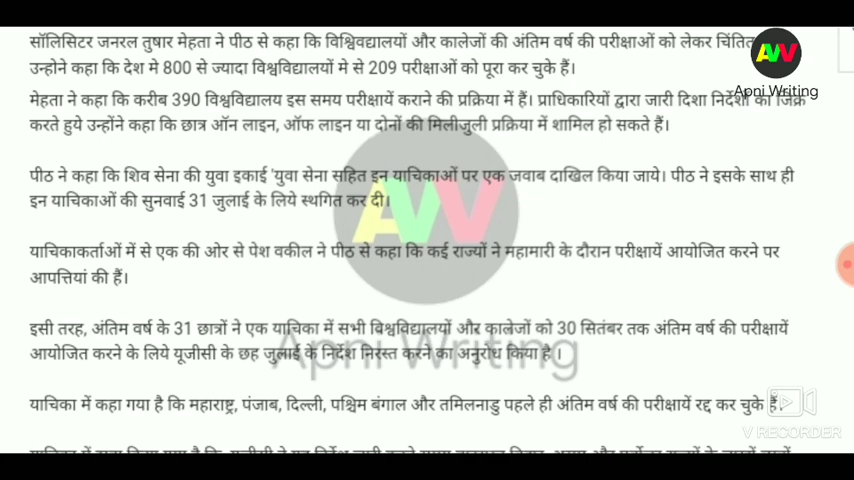 सॉलिसिटर जनरल तुषार मेहता ने पीठ से कहा कि विश्विवद्यालयों और कालेजों की अंतिम वर्ष की परीक्षाओं को लेकर चिंतित
उन्होने कहा कि देश मे 800 से ज्यादा विश्वविद्यालयों मे से 209 परीक्षाओं को पूरा कर चुके हैं।
AVV
Apni Writing
मेहता ने कहा कि करीब 390 विश्वविद्यालय इस समय परीक्षायें कराने की प्रक्रिया में हैं। प्राधिकारियों द्वारा जारी दिशा निर्देशों का जिक्र
करते हुये उन्होंने कहा कि छात्र ऑन लाइन, ऑफ लाइन या दोनों की मिलीजुली प्रक्रिया में शामिल हो सकते हैं।
पीठ ने कहा कि शिव सेना की युवा इकाई 'युवा सेना सहित इन याचिकाओं पर एक जवाब दाखिल किया जाये। पीठ ने इसके साथ ही
इन याचिकाओं की सुनवाई 31 जुलाई के लिये स्थगित कर दी।
AVV
याचिकाकर्ताओं में से एक की ओर से पेश वकील ने पीठ से कहा कि कई राज्यों ने महामारी के दौरान परीक्षायें आयोजित करने पर
आपत्तियां की हैं।
इसी तरह, अंतिम वर्ष के 31 छात्रों ने एक याचिका में सभी विश्वविद्यालयों और कालेजों को 30 सितंबर तक अंतिम वर्ष की परीक्षायें
आयोजित करने के लिये यूजीसी के छह जुलाई के निर्देश निरस्त करने का अनुरोध किया है ।
Apni Writing
याचिका में कहा गया है कि महाराष्ट्र, पंजाब, दिल्ली, पश्चिम बंगाल और तमिलनाडु पहले ही अंतिम वर्ष की परीक्षायें रद्द कर चुके हैं।
V RECORDER